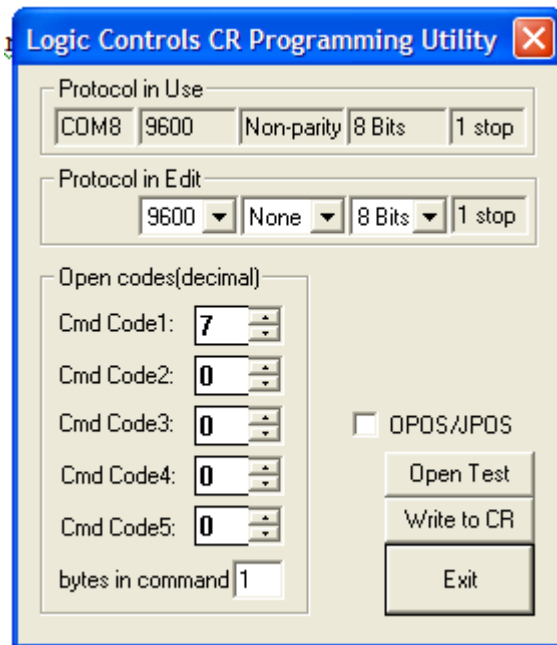 Logic Controls CR Programming Utility
Protocol in Use
COM8 9600 Non-parity 8 Bits 1 stop
Protocol in Edit
9600 None 8 Bits 1 stop
Open codes(decimal)
Cmd Code1: 7
Cmd Code2: 0
Cmd Code3: 0
OPOS/JPOS
Cmd Code4: 0
Open Test
Cmd Code5: 0
Write to CR
bytes in command 1
Exit